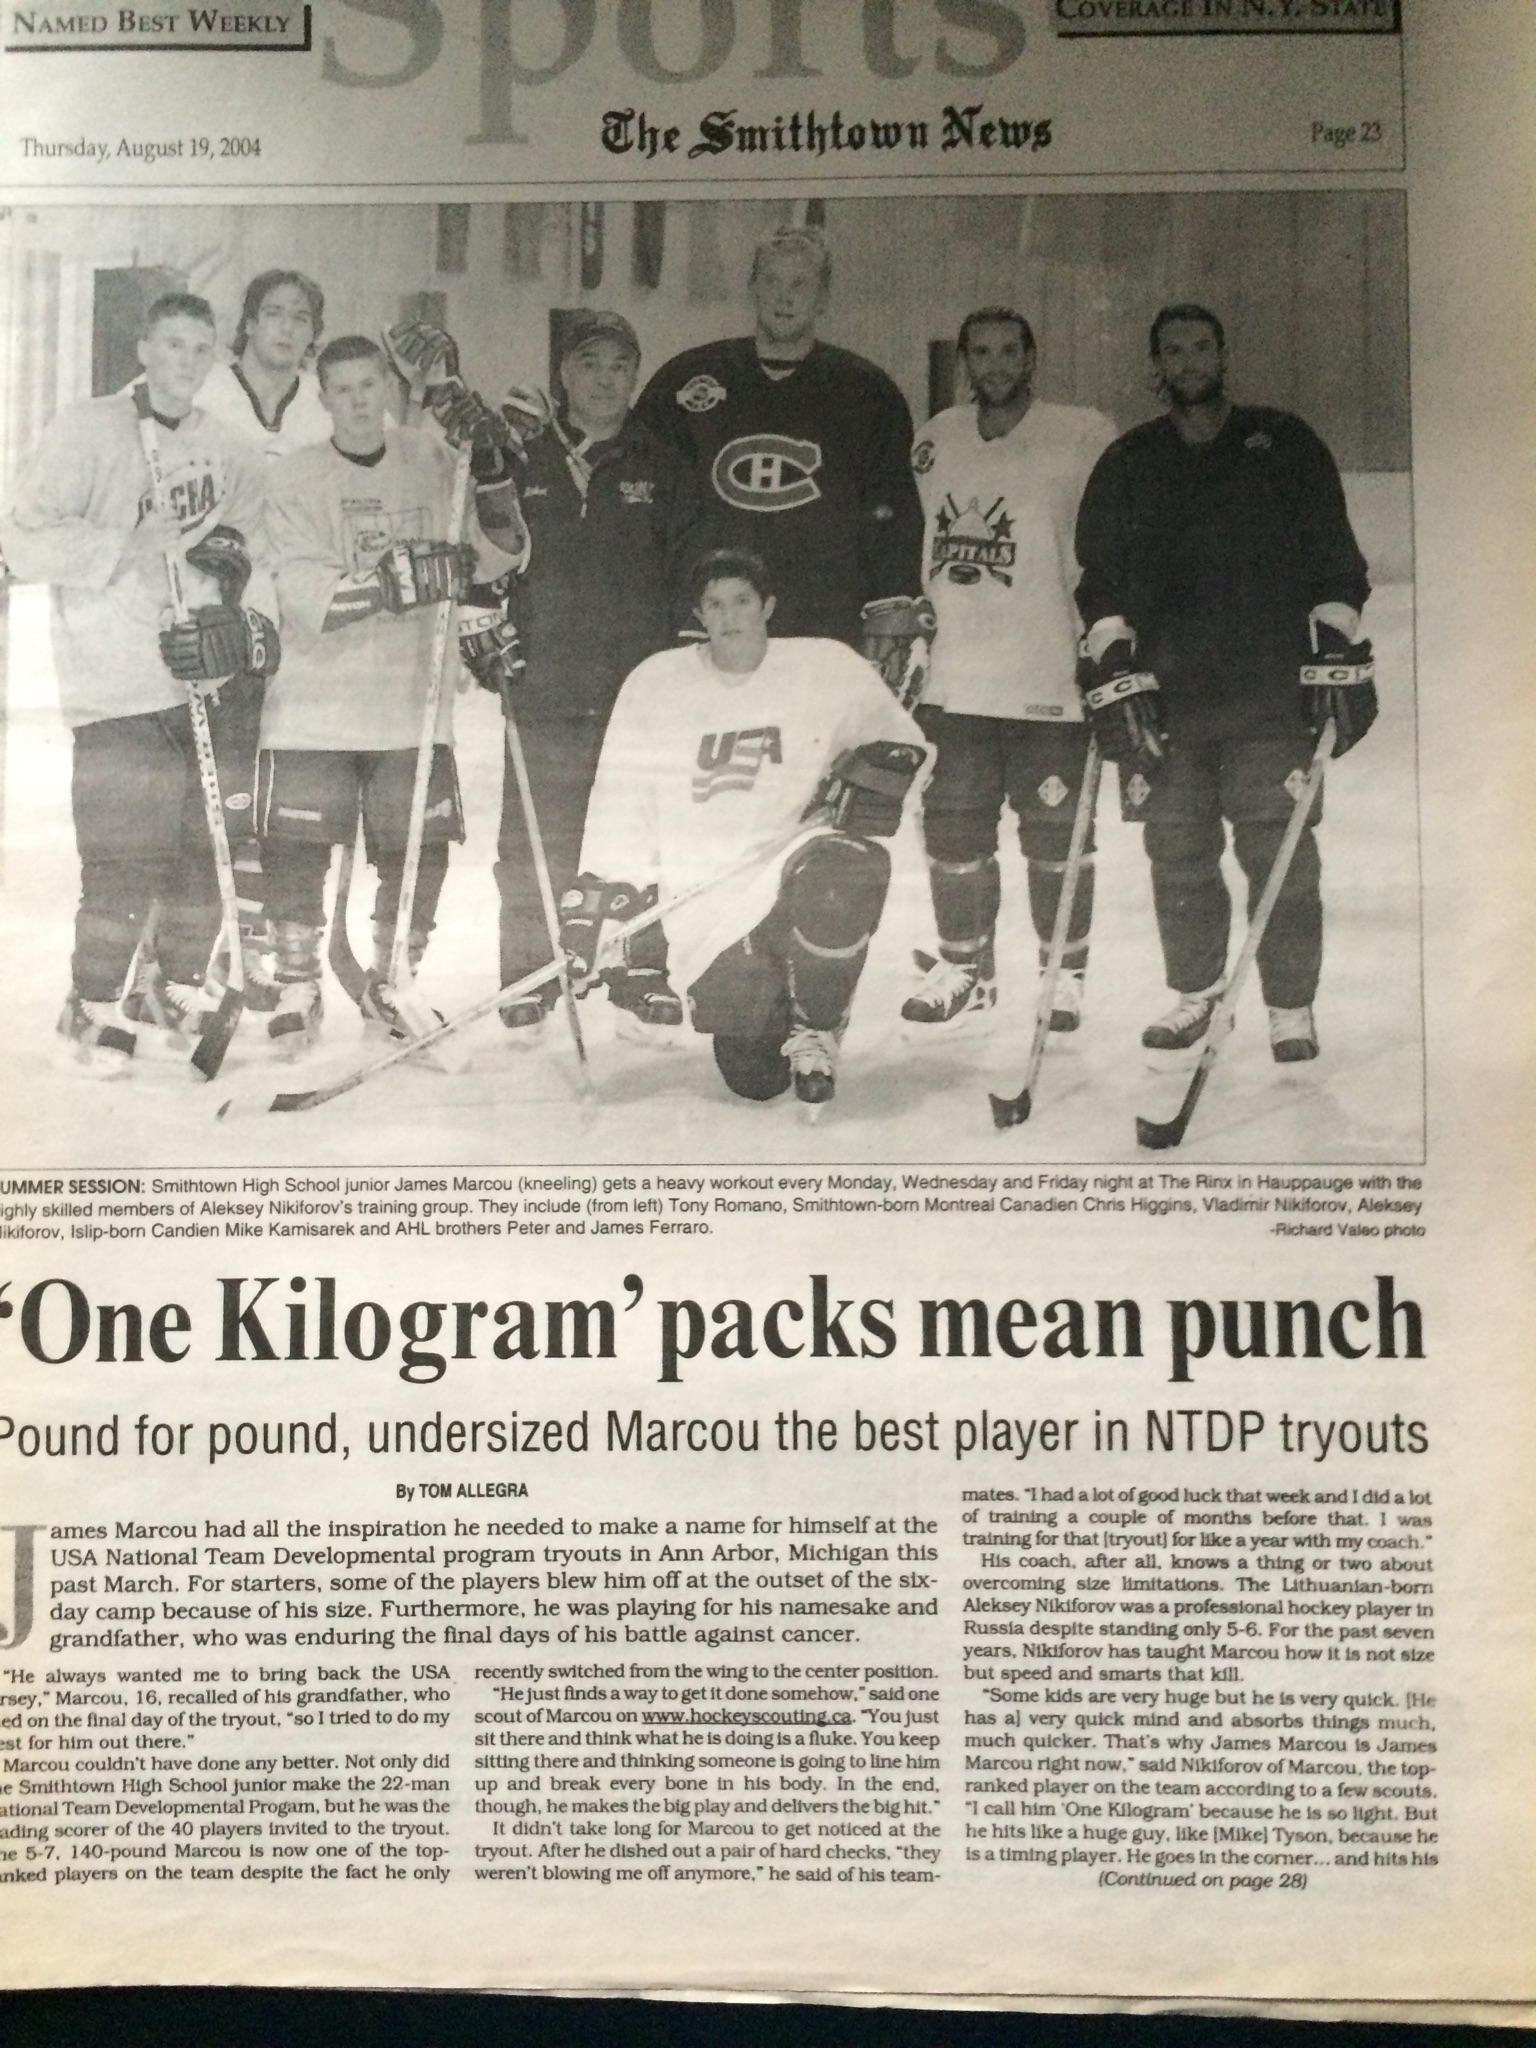 NAMED BEST WEEKLY
Sports
COVERAGE IN N.Y. STATE
Thursday, August 19, 2004
The Smithtown News
Page 23
CAPITALS
USA
CCM
CCM
UMMER SESSION: Smithtown High School junior James Marcou (kneeling) gets a heavy workout every Monday, Wednesday and Friday night at The Rinx in Hauppauge with the
ighly skilled members of Aleksey Nikiforov's training group. They include (from left) Tony Romano, Smithtown-born Montreal Canadien Chris Higgins, Vladimir Nikiforov, Aleksey
ikiforov, Islip-born Candien Mike Kamisarek and AHL brothers Peter and James Ferraro.
-Richard Valeo photo
'One Kilogram' packs mean punch
Pound for pound, undersized Marcou the best player in NTDP tryouts
By TOM ALLEGRA
James Marcou had all the inspiration he needed to make a name for himself at the
USA National Team Developmental program tryouts in Ann Arbor, Michigan this
past March. For starters, some of the players blew him off at the outset of the six-
day camp because of his size. Furthermore, he was playing for his namesake and
grandfather, who was enduring the final days of his battle against cancer.
"He always wanted me to bring back the USA
rsey," Marcou, 16, recalled of his grandfather, who
ed on the final day of the tryout, "so I tried to do my
est for him out there."
Marcou couldn't have done any better. Not only did
e Smithtown High School junior make the 22-man
ational Team Developmental Progam, but he was the
ading scorer of the 40 players invited to the tryout.
he 5-7, 140-pound Marcou is now one of the top-
nked players on the team despite the fact he only
recently switched from the wing to the center position.
"He just finds a way to get it done somehow," said one
scout of Marcou on www.hockeyscouting.ca. "You just
sit there and think what he is doing is a fluke. You keep
sitting there and thinking someone is going to line him
up and break every bone in his body. In the end,
though, he makes the big play and delivers the big hit."
It didn't take long for Marcou to get noticed at the
tryout. After he dished out a pair of hard checks, "they
weren't blowing me off anymore," he said of his team-
mates. "I had a lot of good luck that week and I did a lot
of training a couple of months before that. I was
training for that [tryout] for like a year with my coach."
His coach, after all, knows a thing or two about
overcoming size limitations. The Lithuanian-born
Aleksey Nikiforov was a professional hockey player in
Russia despite standing only 5-6. For the past seven
years, Nikiforov has taught Marcou how it is not size
but speed and smarts that kill.
"Some kids are very huge but he is very quick. [He
has a] very quick mind and absorbs things much,
much quicker. That's why James Marcou is James
Marcou right now," said Nikiforov of Marcou, the top-
ranked player on the team according to a few scouts.
"I call him 'One Kilogram' because he is so light. But
he hits like a huge guy, like [Mike] Tyson, because he
is a timing player. He goes in the corner... and hits his
(Continued on page 28)